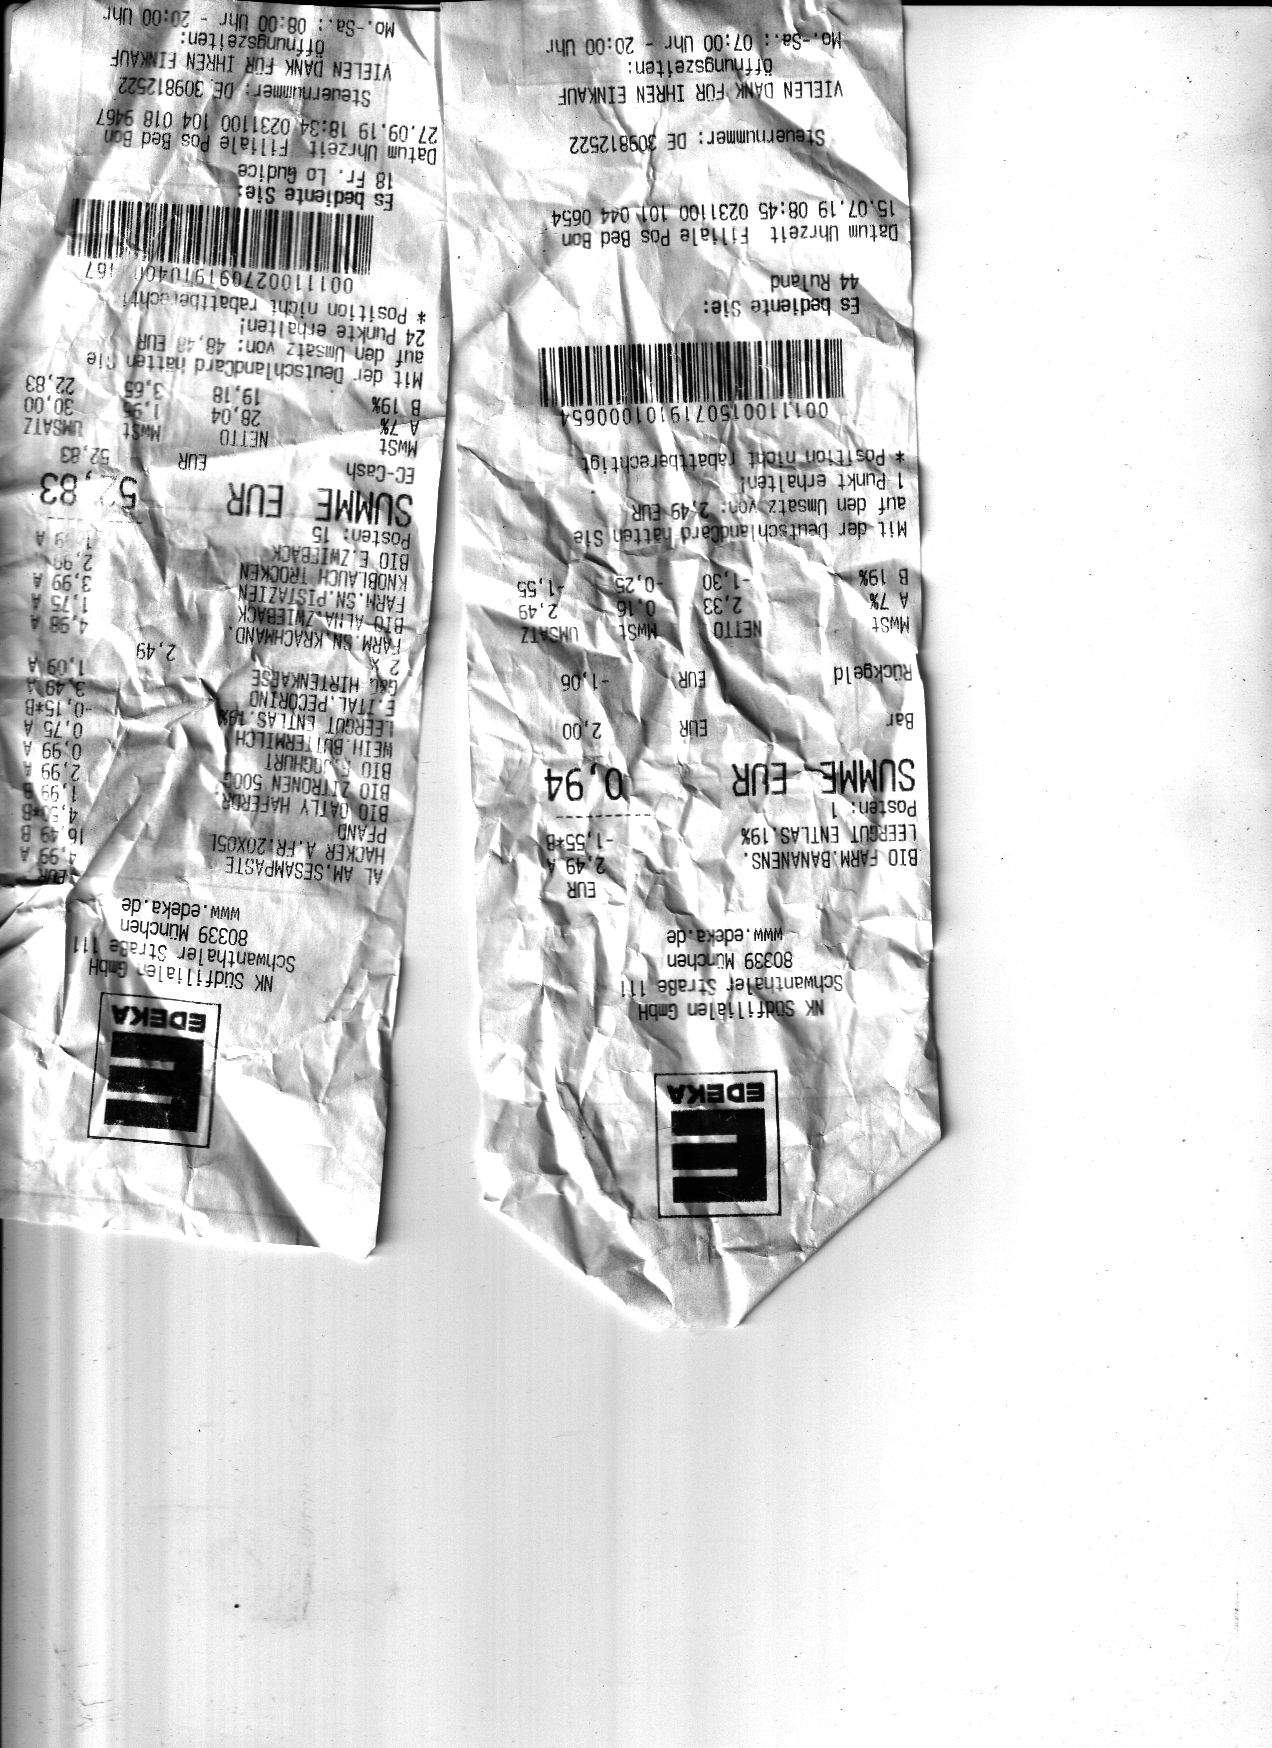 EDEKA
NK Südfilialen GmbH
Schwanthaler Straße 111
80339 München
www.edeka.de
EUR
BIO FARM.BANANENS. 2,49 A
LEERGUT ENTLAS.19% -1,55*B
Posten: 1
SUMME EUR 0,94
Bar EUR 2,00
Rückgeld EUR -1,06
MwSt NETTO MwSt UMSATZ
A 7% 2,33 0,16 2,49
B 19% -1,30 -0,25 -1,55
Mit der DeutschlandCard hatten Sie
auf den Umsatz von: 2,49 EUR
1 Punkt erhalten!
* Position nicht rabattberechtigt
Es bediente Sie:
44 Ruland
Datum Uhrzeit Filiale Pos Bed Bon
15.07.19 08:45 0231100 101 044 0654
Steuernummer: DE 309812522
VIELEN DANK FÜR IHREN EINKAUF
Öffnungszeiten:
Mo.-Sa.: 07:00 Uhr - 20:00 Uhr
EDEKA
NK Südfilialen GmbH
Schwanthaler Straße 111
80339 München
www.edeka.de
EUR
AL AM.SESAMPASTE 4,99 A
HACKER A.FR.20X05l 16,49 B
PFAND
BIO OATLY HAFERDR. 1,99 B
BIO ZITRONEN 500G 2,99 A
BIO F.JOGHURT 0,99 A
WEIH.BUTTERMILCH 0,75 A
LEERGUT ENTLAS.19% -0,15*B
E.ITAL.PECORINO 3,49 A
G&G HIRTENKAESE 1,09 A
2 x 2,49
FARM.SN.KRACHMAND. 4,98 A
BIO ALNA.ZWIEBACK 1,75 A
FARM.SN.PISTAZIEN 3,99 A
KNOBLAUCH TROCKEN 2,99
BIO E.ZWIEBACK
Posten: 15
SUMME EUR 52,83
EC-Cash EUR 52,83
MwSt NETTO MwSt UMSATZ
A 7% 28,04 1,96 30,00
B 19% 19,18 3,65 22,83
Mit der DeutschlandCard hatten Sie
auf den Umsatz von: EUR
24 Punkte erhalten!
* Position nicht
Es bediente Sie:
18 Fr. Lo Gudice
Datum Uhrzeit Filiale Pos Bed Bon
27.09.19 18:34 0231100 104 018 9467
Steuernummer: DE 309812522
VIELEN DANK FÜR IHREN EINKAUF
Öffnungszeiten:
Mo.-Sa.: 08:00 Uhr - 20:00 Uhr